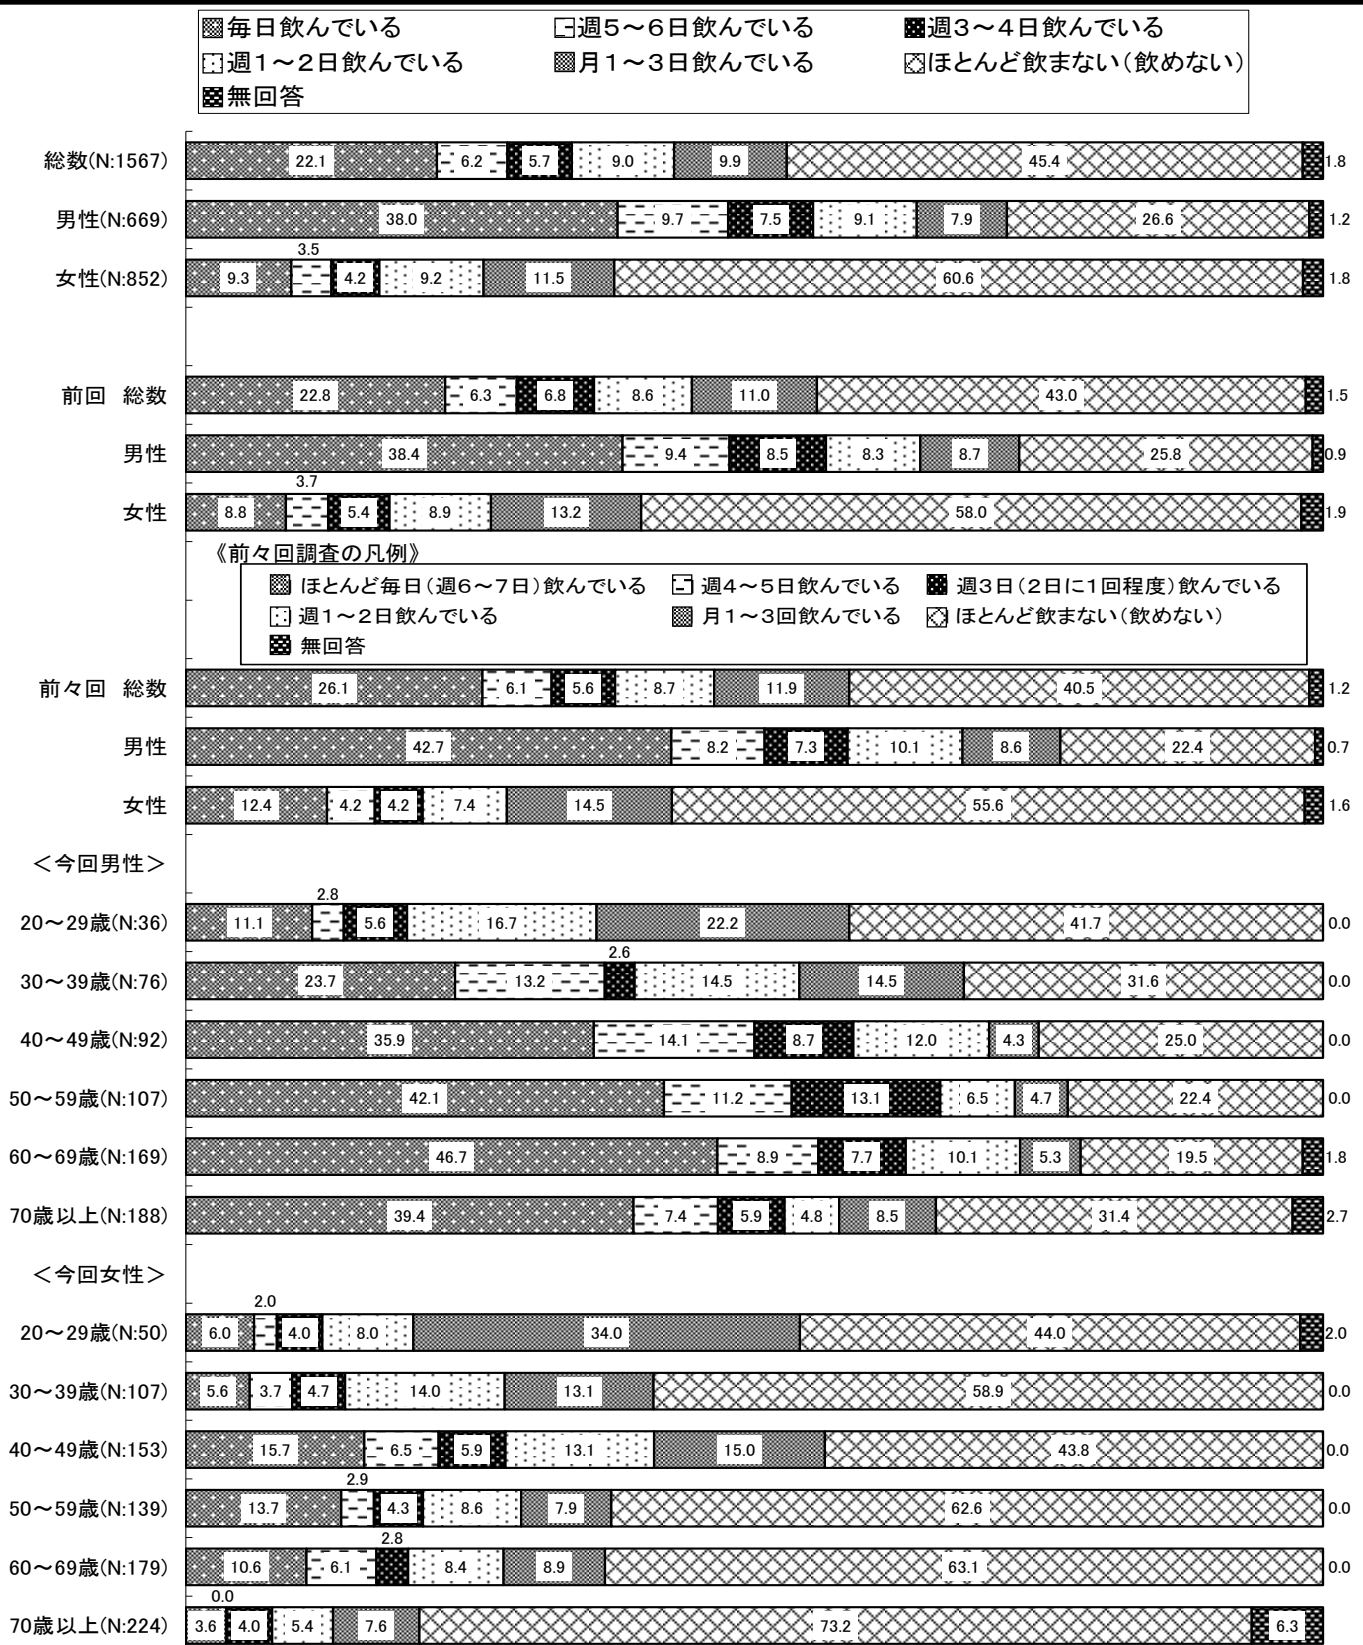 毎日飲んでいる 週5～6日飲んでいる 週3～4日飲んでいる
週1～2日飲んでいる 月1～3日飲んでいる ほとんど飲まない(飲めない)
無回答
総数(N:1567) 22.1 6.2 5.7 9.0 9.9 45.4 1.8
男性(N:669) 38.0 9.7 7.5 9.1 7.9 26.6 1.2
3.5
女性(N:852) 9.3 4.2 9.2 11.5 60.6 1.8
前回 総数 22.8 6.3 6.8 8.6 11.0 43.0 1.5
男性 38.4 9.4 8.5 8.3 8.7 25.8 0.9
3.7
女性 8.8 5.4 8.9 13.2 58.0 1.9
《前々回調査の凡例》
ほとんど毎日(週6～7日)飲んでいる 週4～5日飲んでいる 週3日(2日に1回程度)飲んでいる
週1～2日飲んでいる 月1～3回飲んでいる ほとんど飲まない(飲めない)
無回答
前々回 総数 26.1 6.1 5.6 8.7 11.9 40.5 1.2
男性 42.7 8.2 7.3 10.1 8.6 22.4 0.7
女性 12.4 4.2 4.2 7.4 14.5 55.6 1.6
＜今回男性＞
2.8
20～29歳(N:36) 11.1 5.6 16.7 22.2 41.7 0.0
2.6
30～39歳(N:76) 23.7 13.2 14.5 14.5 31.6 0.0
40～49歳(N:92) 35.9 14.1 8.7 12.0 4.3 25.0 0.0
50～59歳(N:107) 42.1 11.2 13.1 6.5 4.7 22.4 0.0
60～69歳(N:169) 46.7 8.9 7.7 10.1 5.3 19.5 1.8
70歳以上(N:188) 39.4 7.4 5.9 4.8 8.5 31.4 2.7
＜今回女性＞
2.0
20～29歳(N:50) 6.0 4.0 8.0 34.0 44.0 2.0
30～39歳(N:107) 5.6 3.7 4.7 14.0 13.1 58.9 0.0
40～49歳(N:153) 15.7 6.5 5.9 13.1 15.0 43.8 0.0
2.9
50～59歳(N:139) 13.7 4.3 8.6 7.9 62.6 0.0
2.8
60～69歳(N:179) 10.6 6.1 8.4 8.9 63.1 0.0
0.0
70歳以上(N:224) 3.6 4.0 5.4 7.6 73.2 6.3